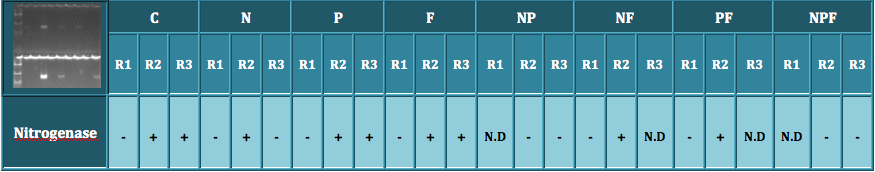 C N P F NP NF PF NPF
R1 R2 R3 R1 R2 R3 R1 R2 R3 R1 R2 R3 R1 R2 R3 R1 R2 R3 R1 R2 R3 R1 R2 R3
Nitrogenase - + + - + - - + + - + + N.D - - - + N.D - + N.D N.D - -